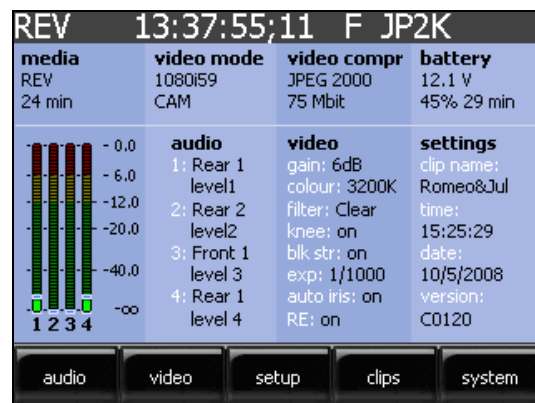 REV 13:37:55;11 F JP2K
media
REV
24 min
video mode
1080i59
CAM
video compr
JPEG 2000
75 Mbit
battery
12.1 V
45% 29 min
- 0.0
- 6.0
-12.0
-20.0
-40.0
-∞
1 2 3 4
audio
1: Rear 1
level1
2: Rear 2
level2
3: Front 1
level 3
4: Rear 1
level 4
video
gain: 6dB
colour: 3200K
filter: Clear
knee: on
blk str: on
exp: 1/1000
auto iris: on
RE: on
settings
clip name:
Romeo&Jul
time:
15:25:29
date:
10/5/2008
version:
C0120
audio
video
setup
clips
system